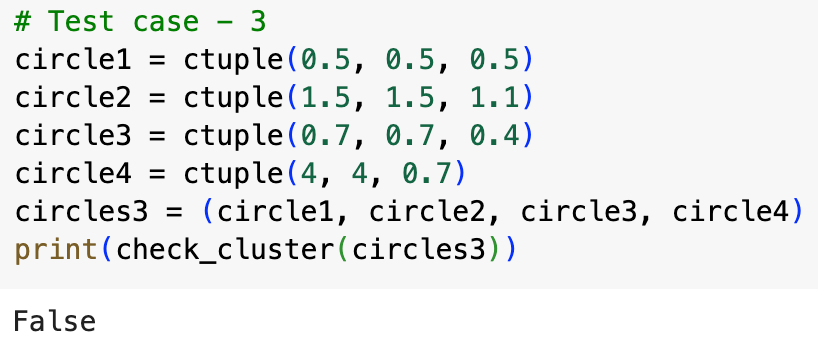 # Test case - 3
circle1 = ctuple(0.5, 0.5, 0.5)
circle2 = ctuple(1.5, 1.5, 1.1)
circle3 = ctuple(0.7, 0.7, 0.4)
circle4 = ctuple(4, 4, 0.7)
circles3 = (circle1, circle2, circle3, circle4)
print(check_cluster(circles3))
False